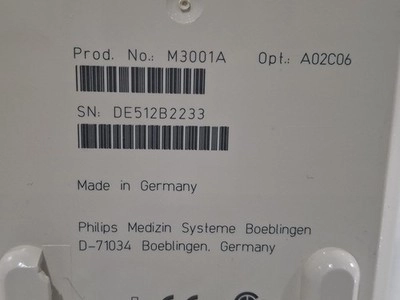 Prod. No.: M3001A Opt.: A02C06
SN: DE512B2233
Made in Germany
Philips Medizin Systeme Boeblingen
D-71034 Boeblingen, Germany